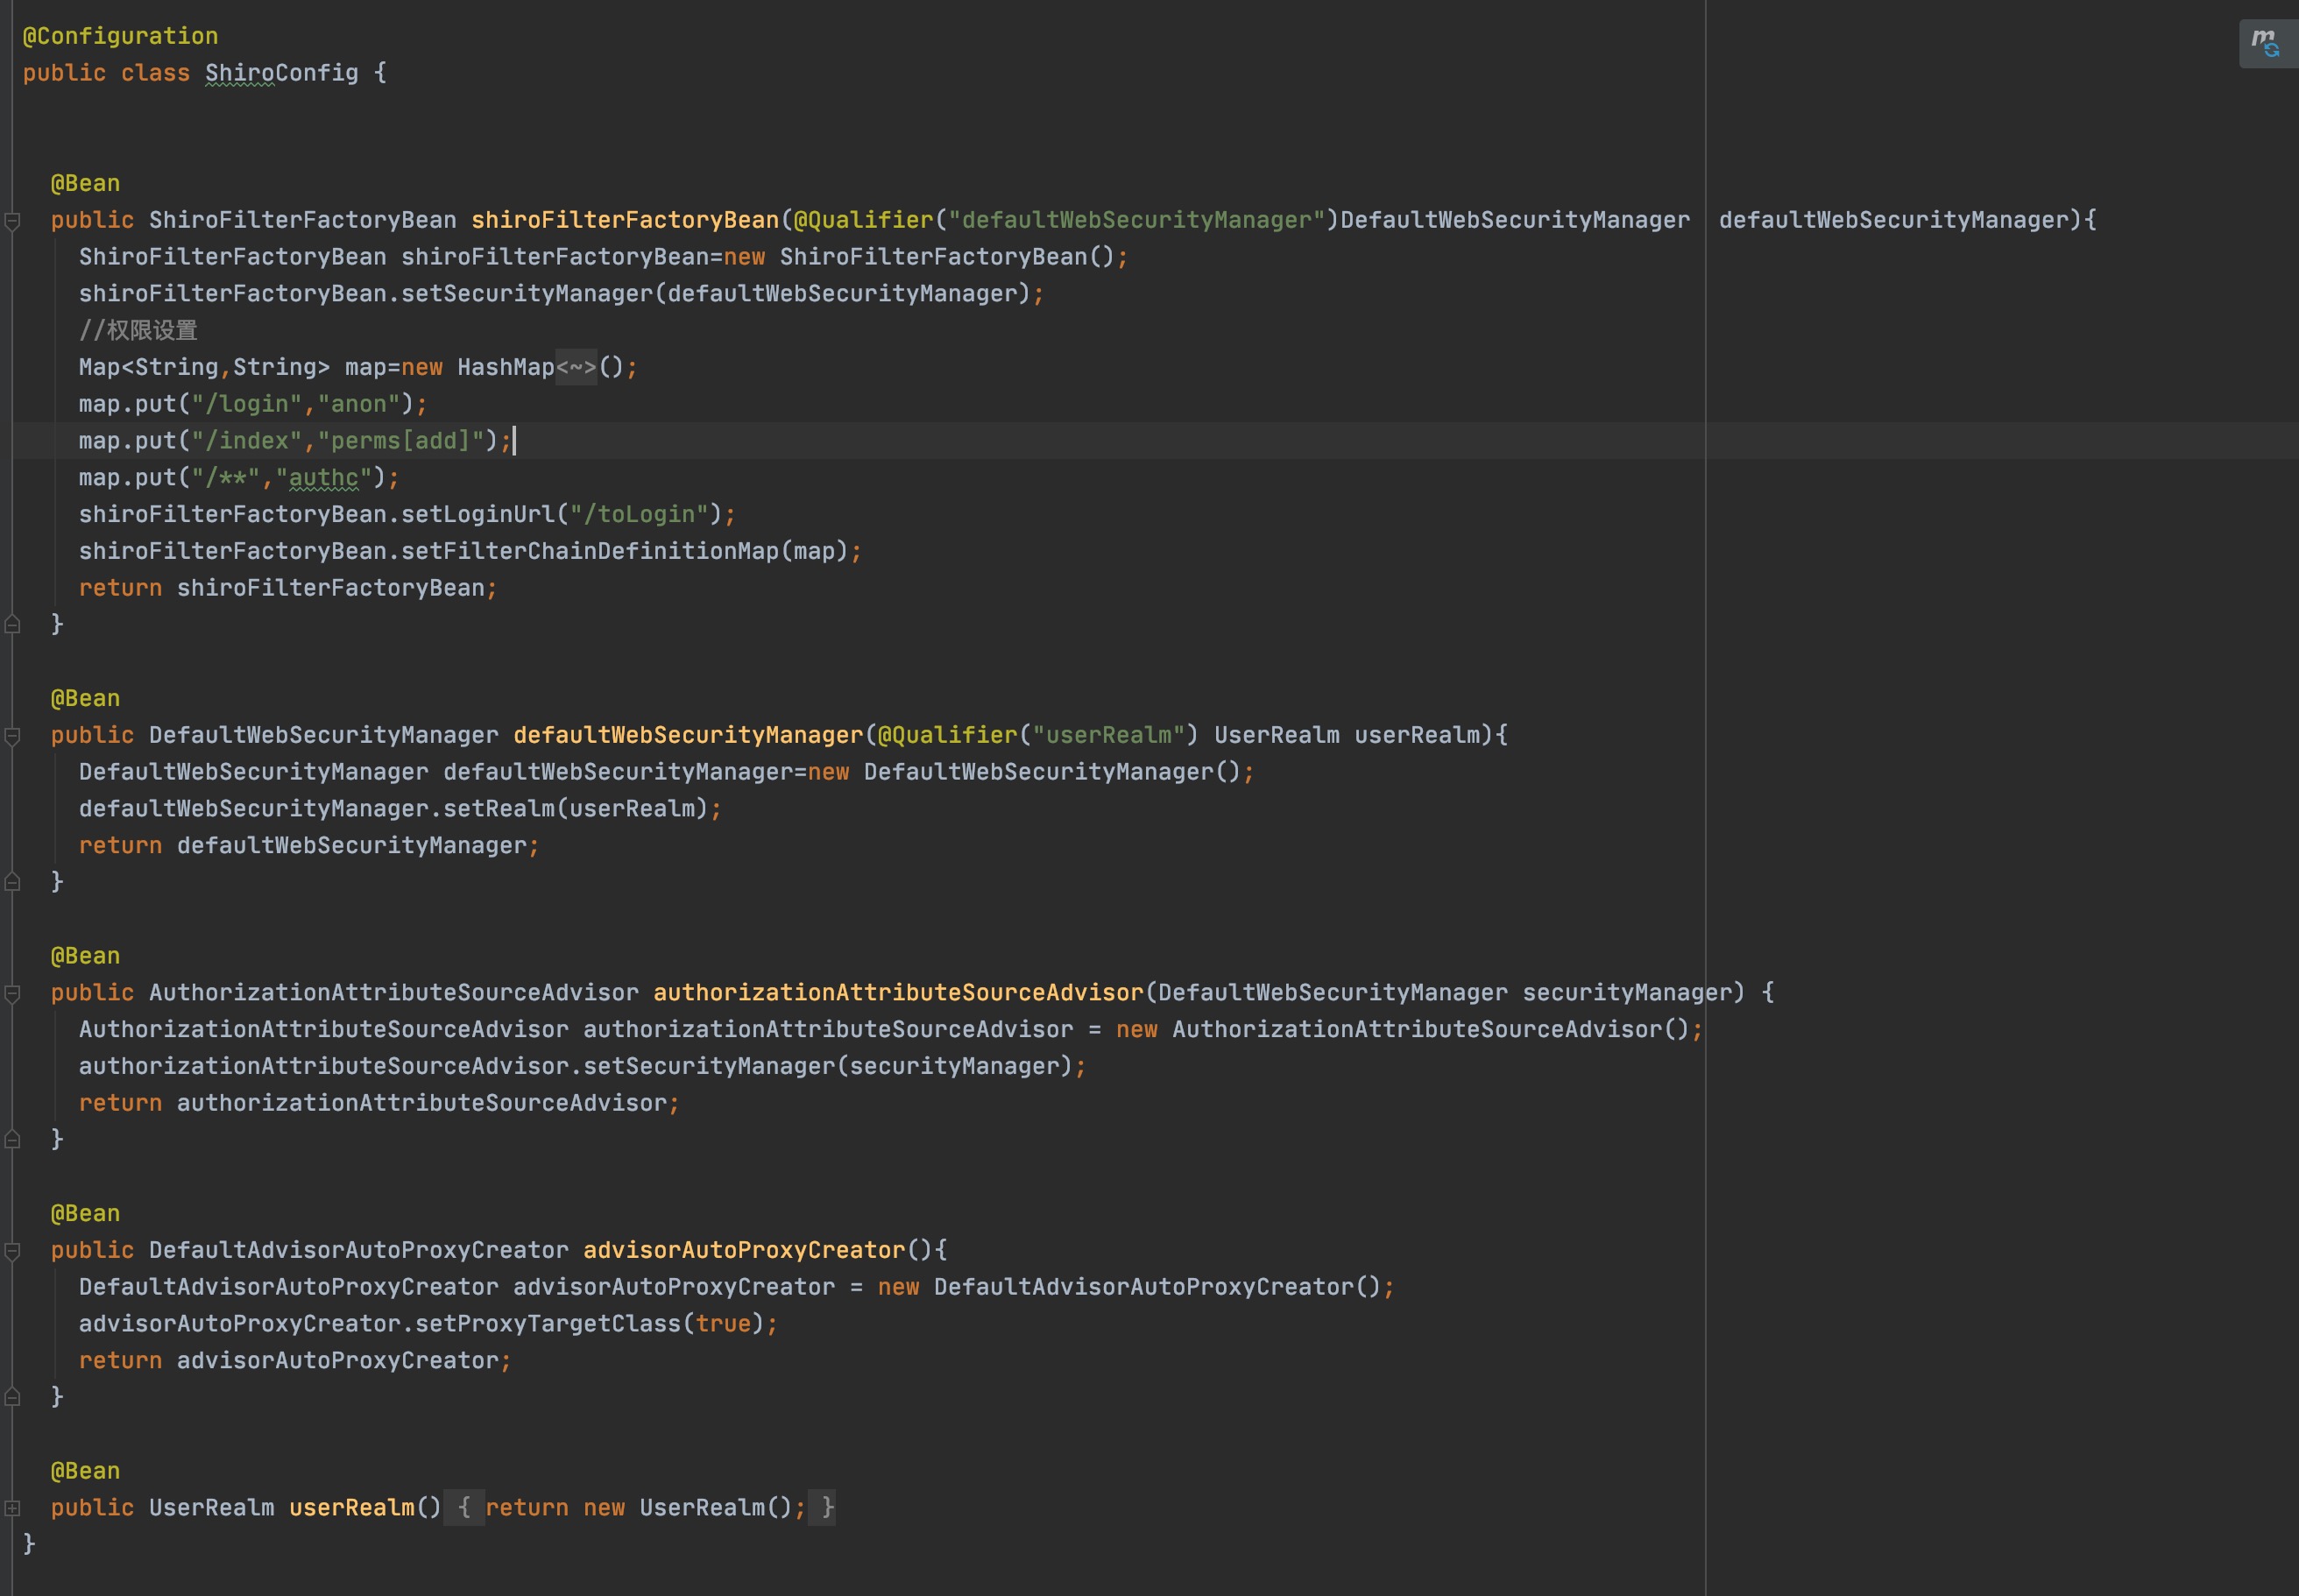 @Configuration
public class ShiroConfig {
@Bean
public ShiroFilterFactoryBean shiroFilterFactoryBean(@Qualifier("defaultWebSecurityManager")DefaultWebSecurityManager defaultWebSecurityManager){
ShiroFilterFactoryBean shiroFilterFactoryBean=new ShiroFilterFactoryBean();
shiroFilterFactoryBean.setSecurityManager(defaultWebSecurityManager);
//权限设置
Map<String,String> map=new HashMap<~>();
map.put("/login","anon");
map.put("/index","perms[add]");
map.put("/**","authc");
shiroFilterFactoryBean.setLoginUrl("/toLogin");
shiroFilterFactoryBean.setFilterChainDefinitionMap(map);
return shiroFilterFactoryBean;
}
@Bean
public DefaultWebSecurityManager defaultWebSecurityManager(@Qualifier("userRealm") UserRealm userRealm){
DefaultWebSecurityManager defaultWebSecurityManager=new DefaultWebSecurityManager();
defaultWebSecurityManager.setRealm(userRealm);
return defaultWebSecurityManager;
}
@Bean
public AuthorizationAttributeSourceAdvisor authorizationAttributeSourceAdvisor(DefaultWebSecurityManager securityManager) {
AuthorizationAttributeSourceAdvisor authorizationAttributeSourceAdvisor = new AuthorizationAttributeSourceAdvisor();
authorizationAttributeSourceAdvisor.setSecurityManager(securityManager);
return authorizationAttributeSourceAdvisor;
}
@Bean
public DefaultAdvisorAutoProxyCreator advisorAutoProxyCreator(){
DefaultAdvisorAutoProxyCreator advisorAutoProxyCreator = new DefaultAdvisorAutoProxyCreator();
advisorAutoProxyCreator.setProxyTargetClass(true);
return advisorAutoProxyCreator;
}
@Bean
public UserRealm userRealm() { return new UserRealm(); }
}